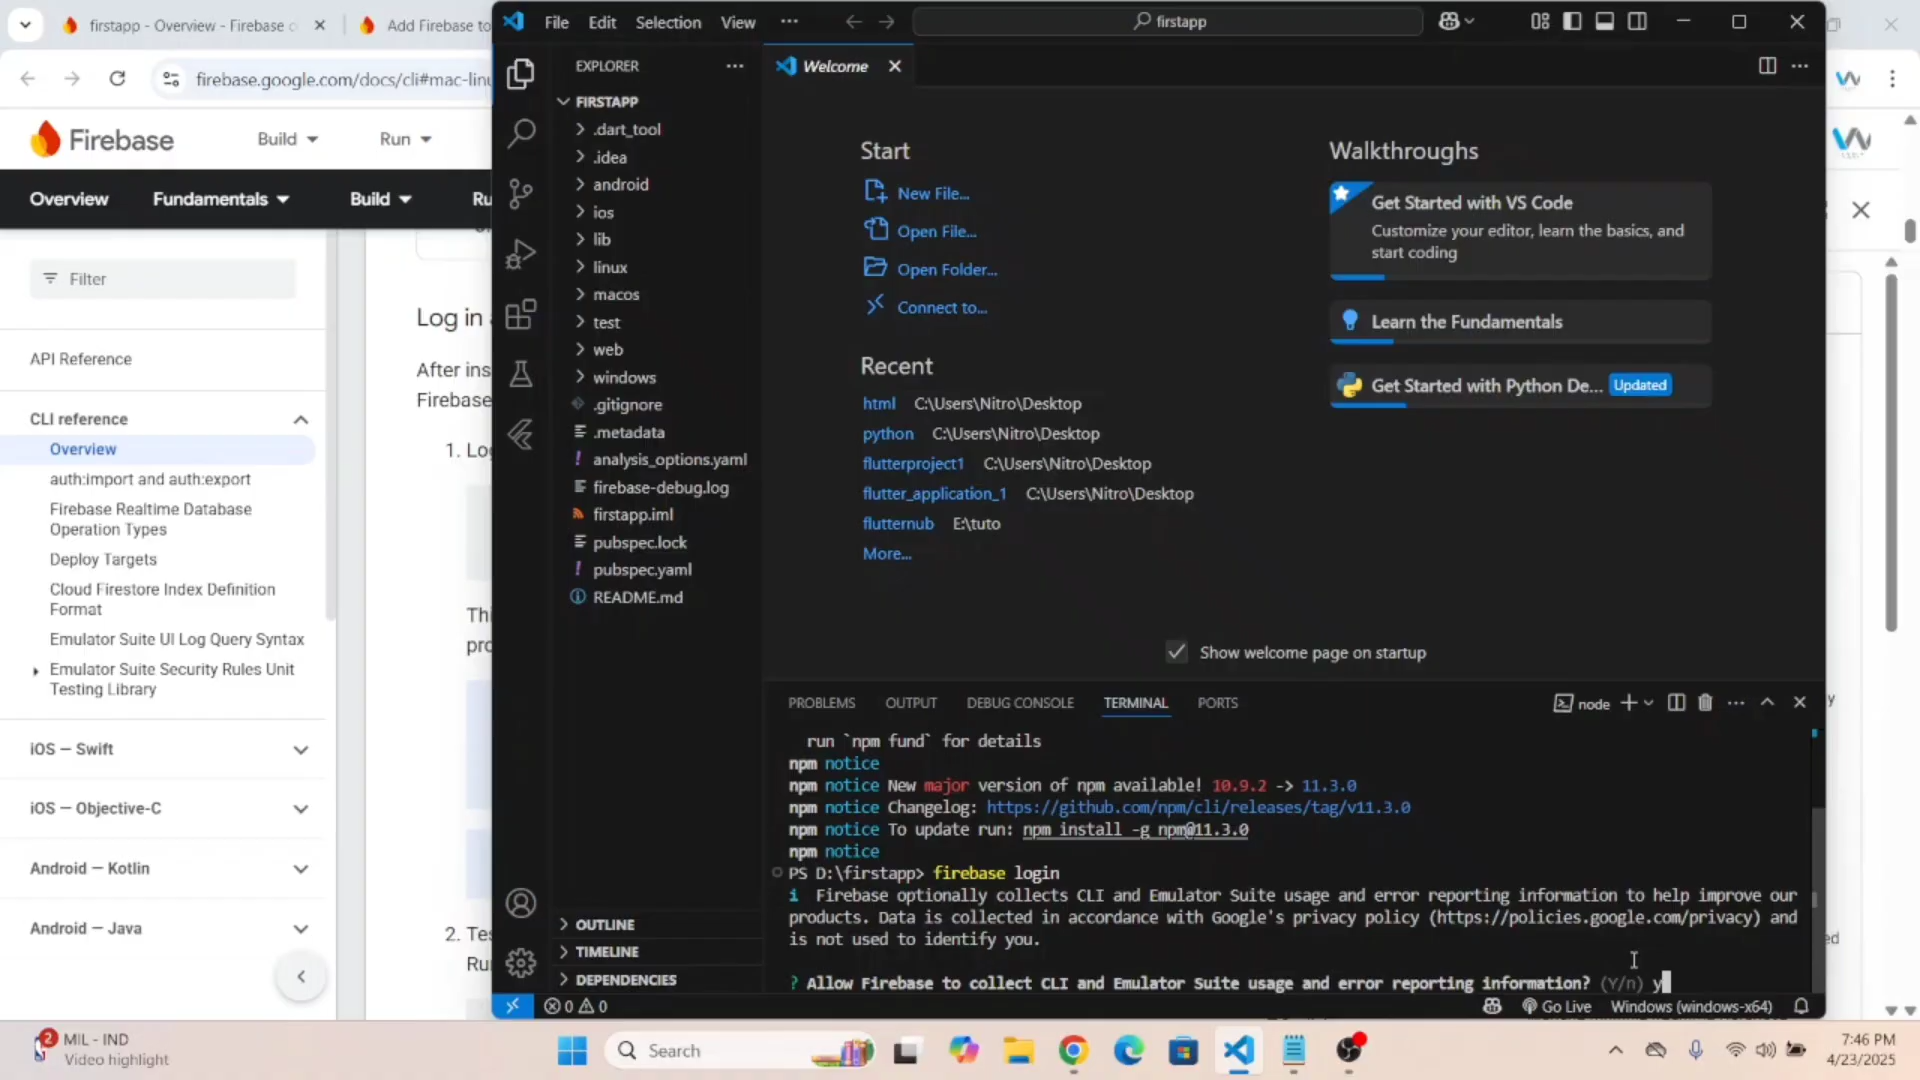 firstapp - Overview - Firebase c
Add Firebase to
File Edit Selection View
firstapp
firebase.google.com/docs/cli#mac-linu
EXPLORER
Welcome
FIRSTAPP
.dart_tool
.idea
android
ios
lib
linux
macos
test
web
windows
.gitignore
.metadata
analysis_options.yaml
firebase-debug.log
firstapp.iml
pubspec.lock
pubspec.yaml
README.md
OUTLINE
TIMELINE
DEPENDENCIES
Firebase
Build
Run
Overview
Fundamentals
Build
Ru
Filter
API Reference
CLI reference
Overview
auth:import and auth:export
Firebase Realtime Database
Operation Types
Deploy Targets
Cloud Firestore Index Definition
Format
Emulator Suite UI Log Query Syntax
Emulator Suite Security Rules Unit
Testing Library
iOS — Swift
iOS — Objective-C
Android — Kotlin
Android — Java
Log in
After ins
Firebase
1. Log
Thi
pro
2. Tes
Rur
Start
New File...
Open File...
Open Folder...
Connect to...
Recent
html C:\Users\Nitro\Desktop
python C:\Users\Nitro\Desktop
flutterproject1 C:\Users\Nitro\Desktop
flutter_application_1 C:\Users\Nitro\Desktop
flutternub E:\tuto
More...
Walkthroughs
Get Started with VS Code
Customize your editor, learn the basics, and
start coding
Learn the Fundamentals
Get Started with Python De... Updated
Show welcome page on startup
PROBLEMS OUTPUT DEBUG CONSOLE TERMINAL PORTS
node
run `npm fund` for details
npm notice
npm notice New major version of npm available! 10.9.2 -> 11.3.0
npm notice Changelog: https://github.com/npm/cli/releases/tag/v11.3.0
npm notice To update run: npm install -g npm@11.3.0
npm notice
PS D:\firstapp> firebase login
i Firebase optionally collects CLI and Emulator Suite usage and error reporting information to help improve our
products. Data is collected in accordance with Google's privacy policy (https://policies.google.com/privacy) and
is not used to identify you.
? Allow Firebase to collect CLI and Emulator Suite usage and error reporting information? (Y/n) y
y
ed
0 0
Go Live
Windows (windows-x64)
2
MIL - IND
Video highlight
Search
7:46 PM
4/23/2025